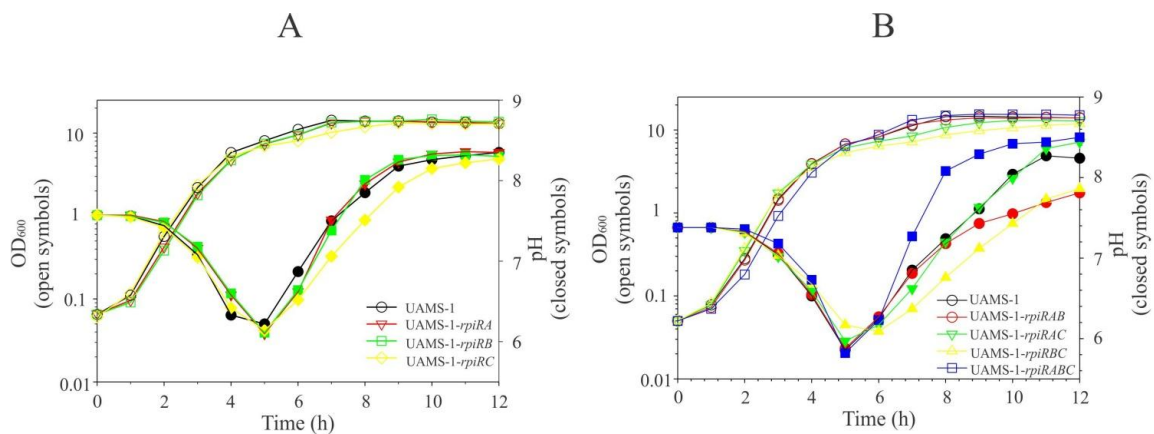 A
OD600
(open symbols)
10
1
0.1
0.01
9
8
7
6
pH
(closed symbols)
UAMS-1
UAMS-1-rpiRA
UAMS-1-rpiRB
UAMS-1-rpiRC
0 2 4 6 8 10 12
Time (h)
B
OD600
(open symbols)
10
1
0.1
0.01
9
8
7
6
pH
(closed symbols)
UAMS-1
UAMS-1-rpiRAB
UAMS-1-rpiRAC
UAMS-1-rpiRBC
UAMS-1-rpiRABC
0 2 4 6 8 10 12
Time (h)